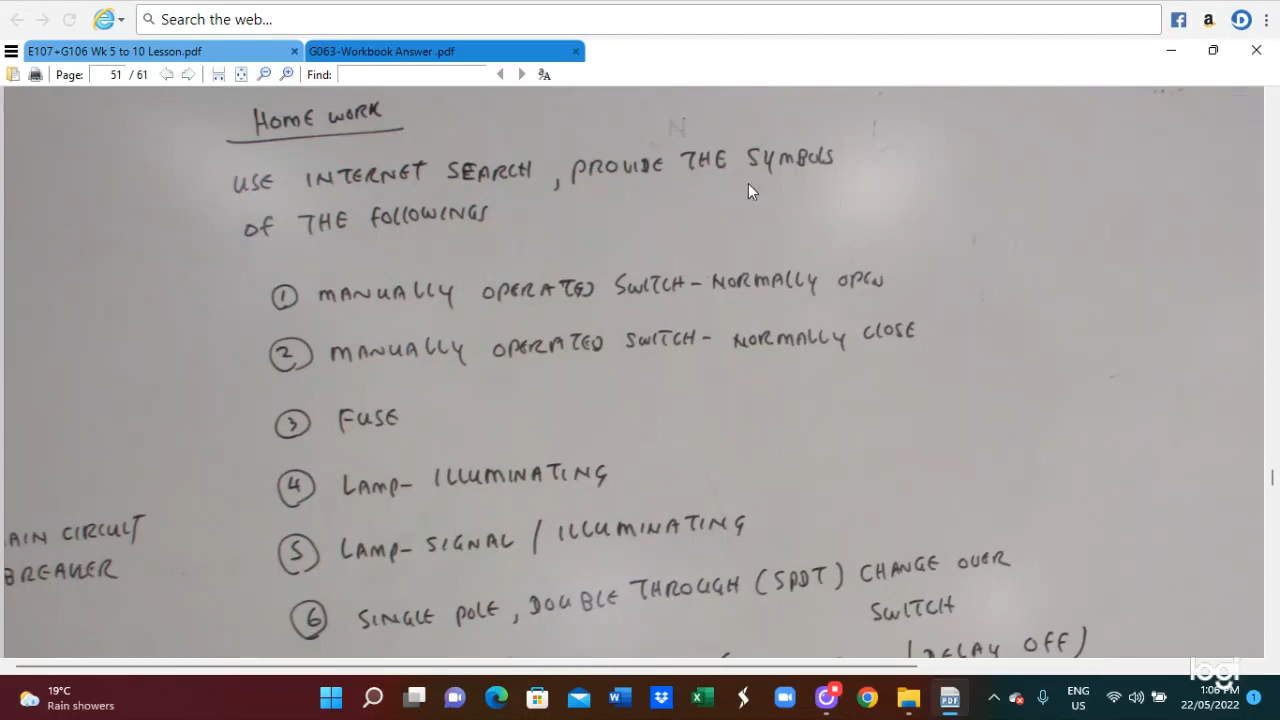 Search the web...
E107+G106 Wk 5 to 10 Lesson.pdf
G063-Workbook Answer .pdf
Page: 51 / 61 Find:
HOME WORK
USE INTERNET SEARCH, PROVIDE THE SYMBOLS
OF THE FOLLOWINGS
1 MANUALLY OPERATED SWITCH - NORMALLY OPEN
2 MANUALLY OPERATED SWITCH - NORMALLY CLOSE
3 FUSE
4 LAMP - ILLUMINATING
5 LAMP - SIGNAL / ILLUMINATING
AIN CIRCUIT
BREAKER
6 SINGLE POLE, DOUBLE THROUGH (SPDT) CHANGE OVER
SWITCH
(DELAY OFF)
logi
19°C
Rain showers
ENG
US
1:06 PM
22/05/2022